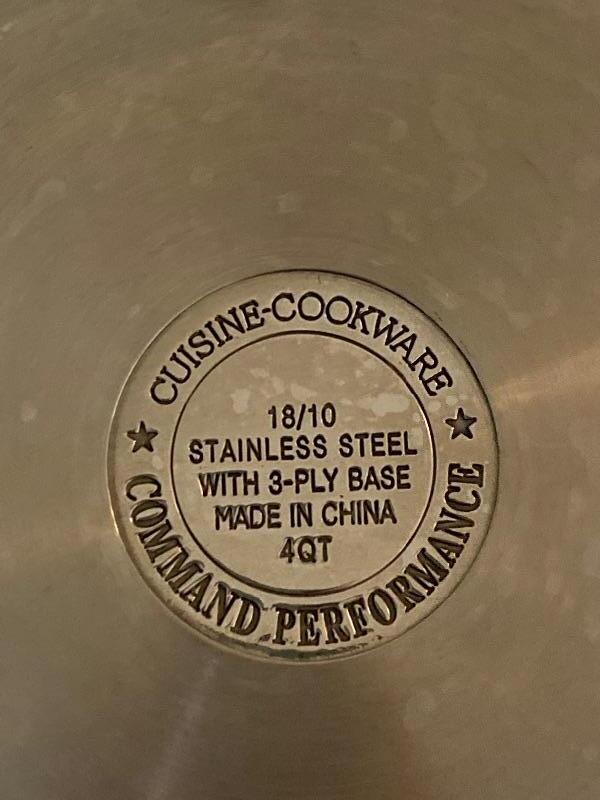 CUISINE-COOKWARE
18/10
STAINLESS STEEL
WITH 3-PLY BASE
MADE IN CHINA
4QT
COMMAND PERFORMANCE